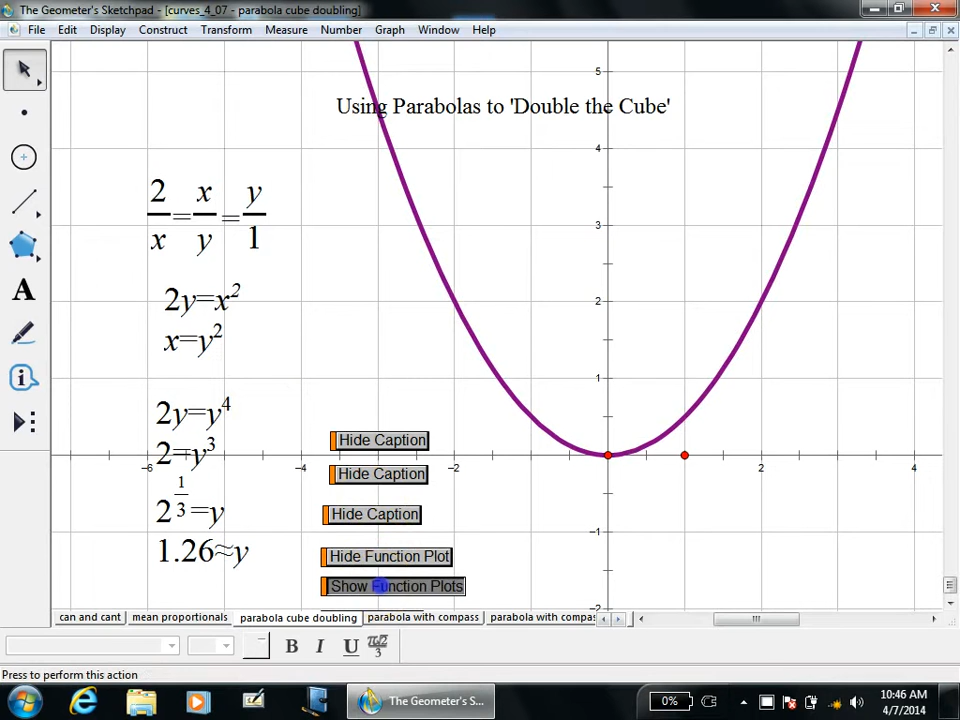 The Geometer's Sketchpad - [curves_4_07 - parabola cube doubling]
File Edit Display Construct Transform Measure Number Graph Window Help
Using Parabolas to 'Double the Cube'
2/x = x/y = y/1
2y=x²
x=y²
2y=y⁴
2=y³
2^(1/3)=y
1.26≈y
5
4
3
2
1
-6 -4 -2 2 4
-1
-2
Hide Caption
Hide Caption
Hide Caption
Hide Function Plot
Show Function Plots
can and cant mean proportionals parabola cube doubling parabola with compass parabola with compas
B I U
Press to perform this action
The Geometer's S... 0% 10:46 AM
4/7/2014